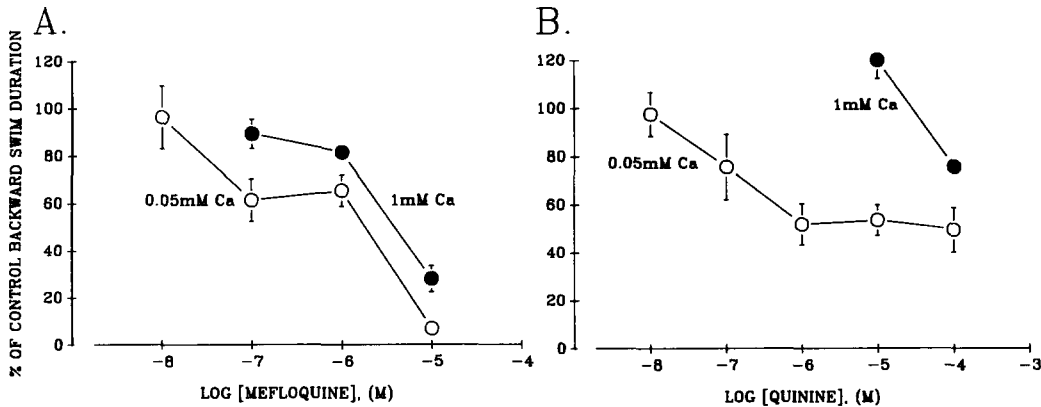 A.
% OF CONTROL BACKWARD SWIM DURATION
120
100
80
60
40
20
0
0.05mM Ca
1mM Ca
-8
-7
-6
-5
-4
LOG [MEFLOQUINE], (M)
B.
120
100
80
60
40
20
0
1mM Ca
0.05mM Ca
-8
-7
-6
-5
-4
-3
LOG [QUININE], (M)